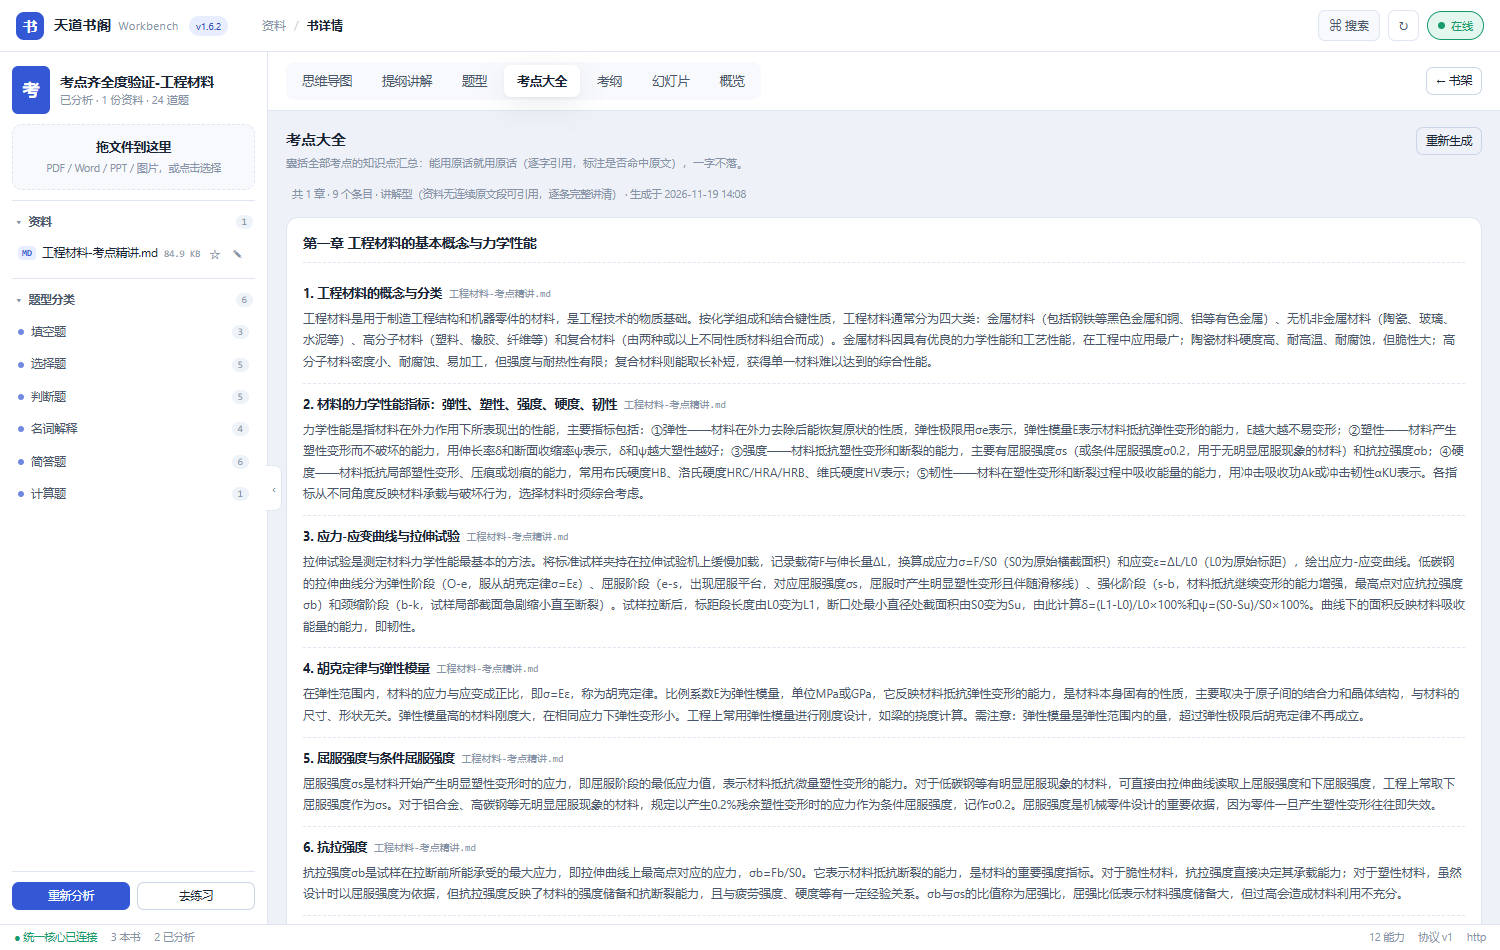 书 天道书阁 Workbench v1.6.2 资料 / 书详情 ⌘ 搜索 ↻ 在线
考 考点齐全度验证-工程材料
已分析 · 1 份资料 · 24 道题
拖文件到这里
PDF / Word / PPT / 图片，或点击选择
资料 1
MD 工程材料-考点精讲.md 84.9 KB
题型分类 6
填空题 3
选择题 5
判断题 5
名词解释 4
简答题 6
计算题 1
重新分析 去练习
思维导图 提纲讲解 题型 考点大全 考纲 幻灯片 概览 ← 书架
考点大全 重新生成
囊括全部考点的知识点汇总：能用原话就用原话（逐字引用，标注是否命中原文），一字不落。
共 1 章 · 9 个条目 · 讲解型（资料无连续原文段可引用，逐条完整讲清） · 生成于 2026-11-19 14:08
第一章 工程材料的基本概念与力学性能
1. 工程材料的概念与分类 工程材料-考点精讲.md
工程材料是用于制造工程结构和机器零件的材料，是工程技术的物质基础。按化学组成和结合键性质，工程材料通常分为四大类：金属材料（包括钢铁等黑色金属和铜、铝等有色金属）、无机非金属材料（陶瓷、玻璃、
水泥等）、高分子材料（塑料、橡胶、纤维等）和复合材料（由两种或以上不同性质材料组合而成）。金属材料因具有优良的力学性能和工艺性能，在工程中应用最广；陶瓷材料硬度高、耐高温、耐腐蚀，但脆性大；高
分子材料密度小、耐腐蚀、易加工，但强度与耐热性有限；复合材料则能取长补短，获得单一材料难以达到的综合性能。
2. 材料的力学性能指标：弹性、塑性、强度、硬度、韧性 工程材料-考点精讲.md
力学性能是指材料在外力作用下所表现出的性能，主要指标包括：①弹性——材料在外力去除后能恢复原状的性质，弹性极限用σe表示，弹性模量E表示材料抵抗弹性变形的能力，E越大越不易变形；②塑性——材料产生
塑性变形而不破坏的能力，用伸长率δ和断面收缩率ψ表示，δ和ψ越大塑性越好；③强度——材料抵抗塑性变形和断裂的能力，主要有屈服强度σs（或条件屈服强度σ0.2，用于无明显屈服现象的材料）和抗拉强度σb；④硬
度——材料抵抗局部塑性变形、压痕或划痕的能力，常用布氏硬度HB、洛氏硬度HRC/HRA/HRB、维氏硬度HV表示；⑤韧性——材料在塑性变形和断裂过程中吸收能量的能力，用冲击吸收功Ak或冲击韧性αKU表示。各指
标从不同角度反映材料承载与破坏行为，选择材料时须综合考虑。
3. 应力-应变曲线与拉伸试验 工程材料-考点精讲.md
拉伸试验是测定材料力学性能最基本的方法。将标准试样夹持在拉伸试验机上缓慢加载，记录载荷F与伸长量ΔL，换算成应力σ=F/S0（S0为原始横截面积）和应变ε=ΔL/L0（L0为原始标距），绘出应力-应变曲线。低碳钢
的拉伸曲线分为弹性阶段（O-e，服从胡克定律σ=Eε）、屈服阶段（e-s，出现屈服平台，对应屈服强度σs，屈服时产生明显塑性变形且伴随滑移线）、强化阶段（s-b，材料抵抗继续变形的能力增强，最高点对应抗拉强度
σb）和颈缩阶段（b-k，试样局部截面急剧缩小直至断裂）。试样拉断后，标距段长度由L0变为L1，断口处最小直径处截面积由S0变为Su，由此计算δ=(L1-L0)/L0×100%和ψ=(S0-Su)/S0×100%。曲线下的面积反映材料吸收
能量的能力，即韧性。
4. 胡克定律与弹性模量 工程材料-考点精讲.md
在弹性范围内，材料的应力与应变成正比，即σ=Eε，称为胡克定律。比例系数E为弹性模量，单位MPa或GPa，它反映材料抵抗弹性变形的能力，是材料本身固有的性质，主要取决于原子间的结合力和晶体结构，与材料的
尺寸、形状无关。弹性模量高的材料刚度大，在相同应力下弹性变形小。工程上常用弹性模量进行刚度设计，如梁的挠度计算。需注意：弹性模量是弹性范围内的量，超过弹性极限后胡克定律不再成立。
5. 屈服强度与条件屈服强度 工程材料-考点精讲.md
屈服强度σs是材料开始产生明显塑性变形时的应力，即屈服阶段的最低应力值，表示材料抵抗微量塑性变形的能力。对于低碳钢等有明显屈服现象的材料，可直接由拉伸曲线读取上屈服强度和下屈服强度，工程上常取下
屈服强度作为σs。对于铝合金、高碳钢等无明显屈服现象的材料，规定以产生0.2%残余塑性变形时的应力作为条件屈服强度，记作σ0.2。屈服强度是机械零件设计的重要依据，因为零件一旦产生塑性变形往往即失效。
6. 抗拉强度 工程材料-考点精讲.md
抗拉强度σb是试样在拉断前所能承受的最大应力，即拉伸曲线上最高点对应的应力，σb=Fb/S0。它表示材料抵抗断裂的能力，是材料的重要强度指标。对于脆性材料，抗拉强度直接决定其承载能力；对于塑性材料，虽然
设计时以屈服强度为依据，但抗拉强度反映了材料的强度储备和抗断裂能力，且与疲劳强度、硬度等有一定经验关系。σb与σs的比值称为屈强比，屈强比低表示材料强度储备大，但过高会造成材料利用不充分。
统一核心已连接 3 本书 2 已分析 12 能力 协议 v1 http